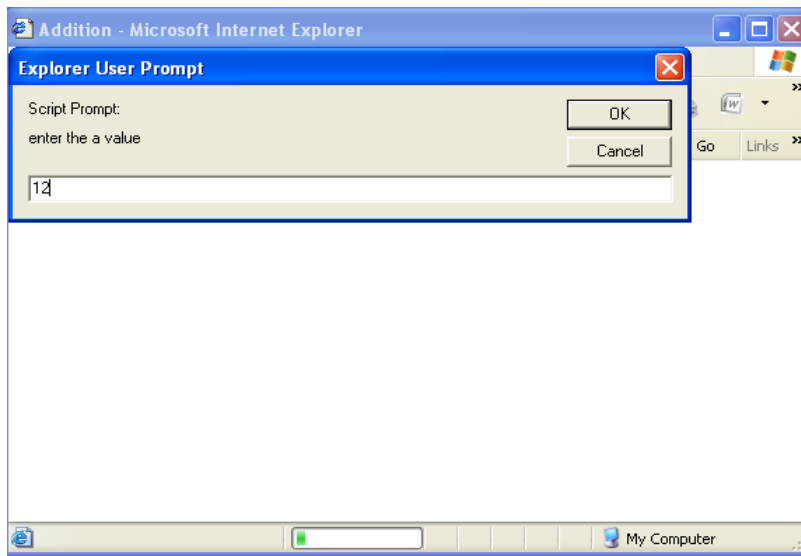 Addition - Microsoft Internet Explorer
Explorer User Prompt
Script Prompt:
OK
enter the a value
Cancel
Go
Links
12
My Computer